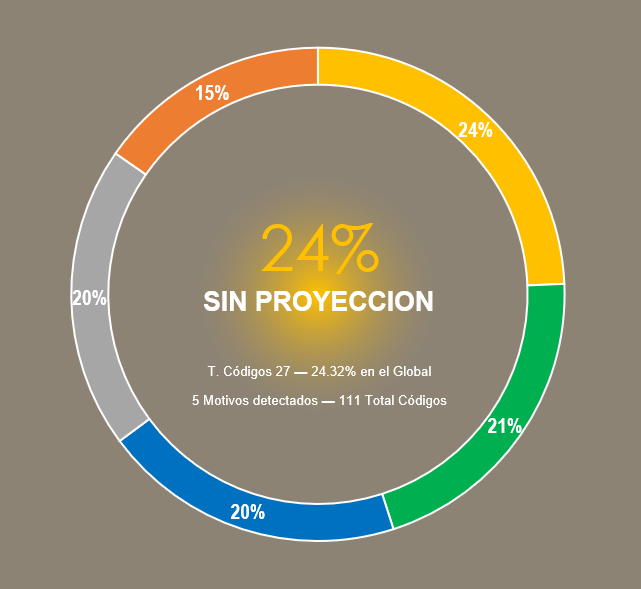 15%
24%
24%
SIN PROYECCION
20%
T. Códigos 27 — 24.32% en el Global
5 Motivos detectados — 111 Total Códigos
21%
20%